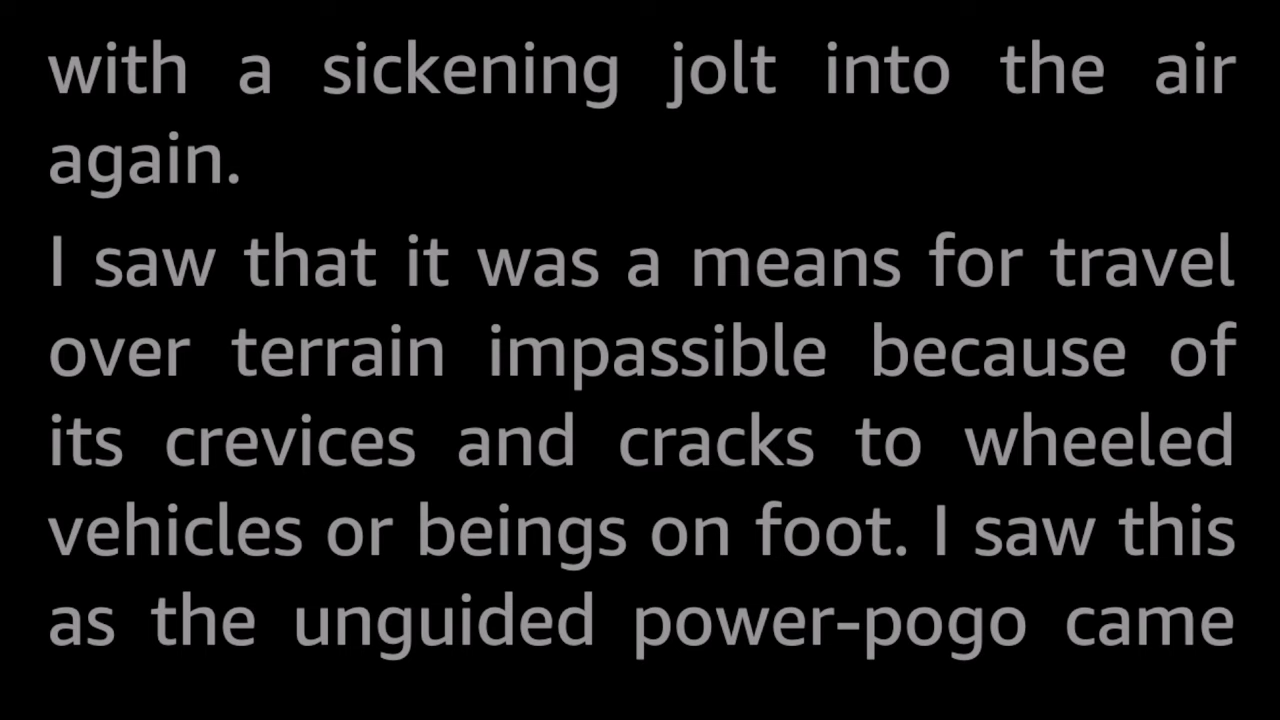 with a sickening jolt into the air
again.
I saw that it was a means for travel
over terrain impassible because of
its crevices and cracks to wheeled
vehicles or beings on foot. I saw this
as the unguided power-pogo came